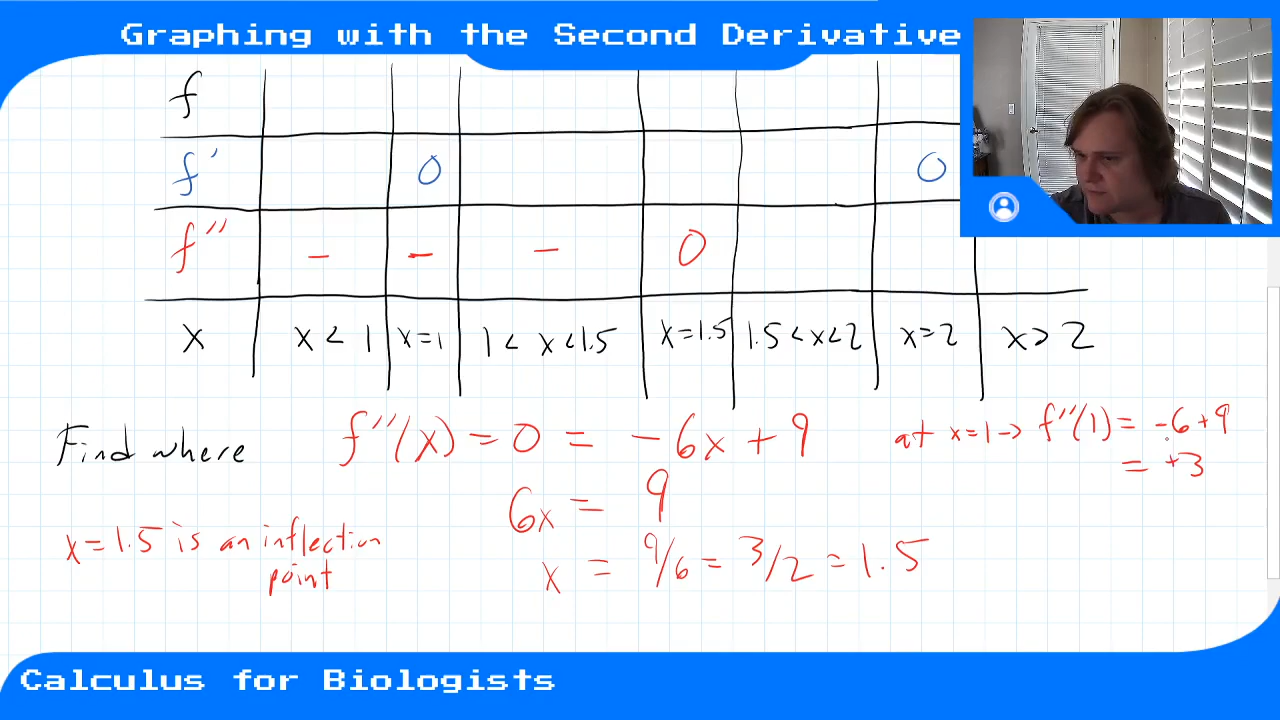 Graphing with the Second Derivative
f
f' 0 0
f'' - - - 0
x x < 1 x=1 1 < x < 1.5 x=1.5 1.5 < x < 2 x=2 x > 2
Find where f''(x) = 0 = -6x + 9
at x=1 → f''(1) = -6+9
= +3
6x = 9
x = 9/6 = 3/2 = 1.5
x = 1.5 is an inflection
point
Calculus for Biologists